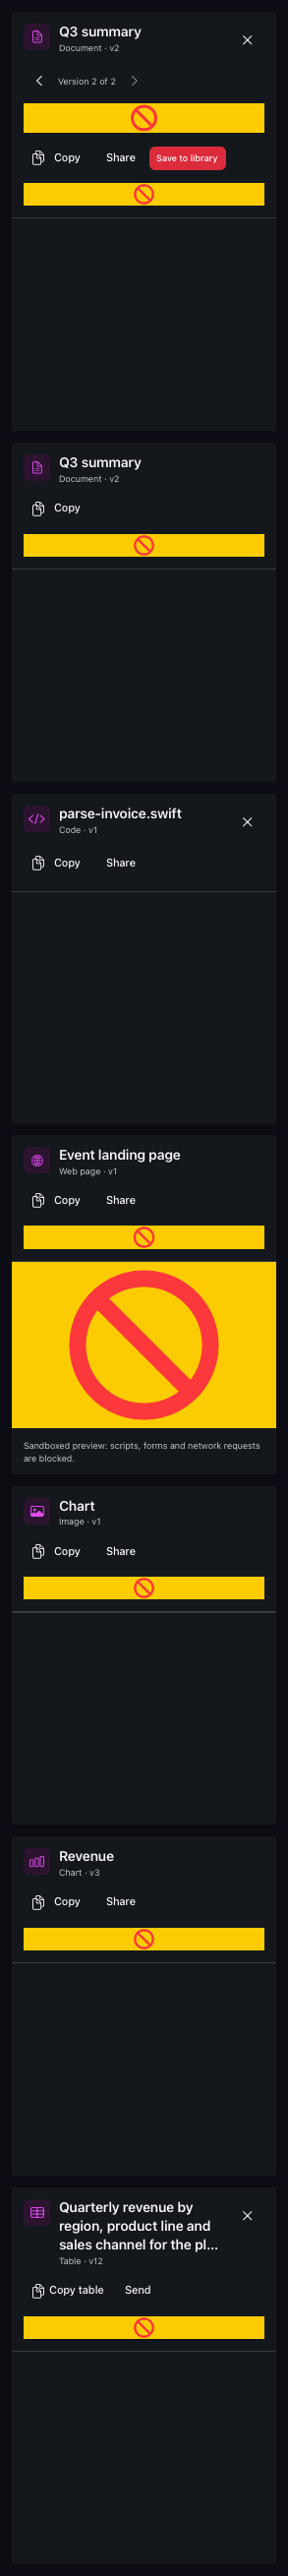 Q3 summary
Document · v2
Version 2 of 2
Copy Share Save to library
Q3 summary
Document · v2
Copy
parse-invoice.swift
Code · v1
Copy Share
Event landing page
Web page · v1
Copy Share
Sandboxed preview: scripts, forms and network requests
are blocked.
Chart
Image · v1
Copy Share
Revenue
Chart · v3
Copy Share
Quarterly revenue by
region, product line and
sales channel for the pl...
Table · v12
Copy table Send